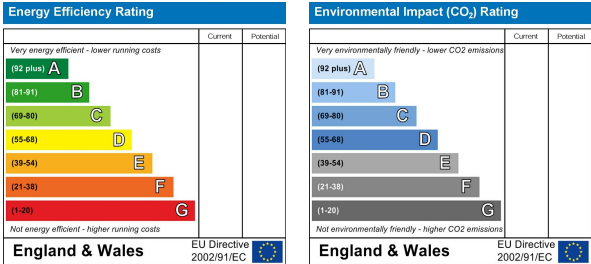 Energy Efficiency Rating
Current Potential
Very energy efficient - lower running costs
(92 plus) A
(81-91) B
(69-80) C
(55-68) D
(39-54) E
(21-38) F
(1-20) G
Not energy efficient - higher running costs
England & Wales
EU Directive
2002/91/EC
Environmental Impact (CO₂) Rating
Current Potential
Very environmentally friendly - lower CO2 emissions
(92 plus) A
(81-91) B
(69-80) C
(55-68) D
(39-54) E
(21-38) F
(1-20) G
Not environmentally friendly - higher CO2 emissions
England & Wales
EU Directive
2002/91/EC